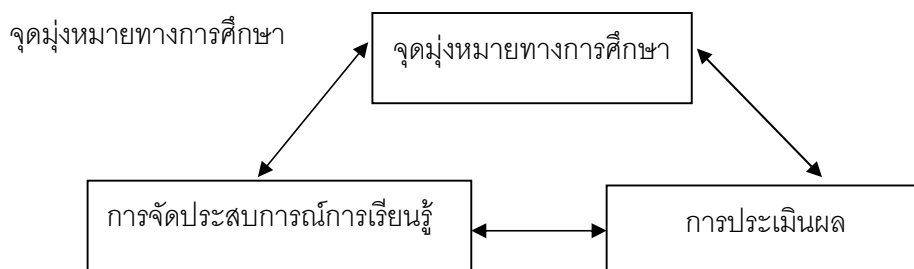 จุดมุ่งหมายทางการศึกษา
จุดมุ่งหมายทางการศึกษา
การจัดประสบการณ์การเรียนรู้
การประเมินผล